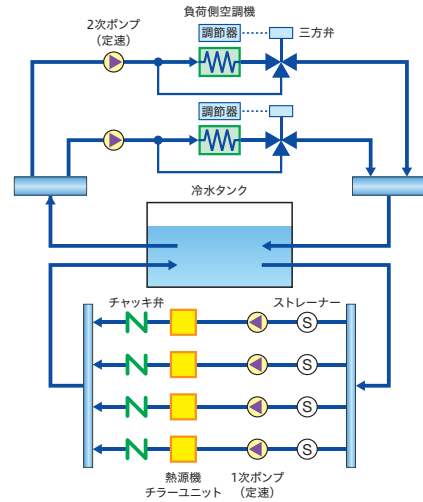 負荷側空調機
2次ポンプ
(定速)
調節器
三方弁
調節器
冷水タンク
チャッキ弁
ストレーナー
S
S
S
S
熱源機
チラーユニット
1次ポンプ
(定速)